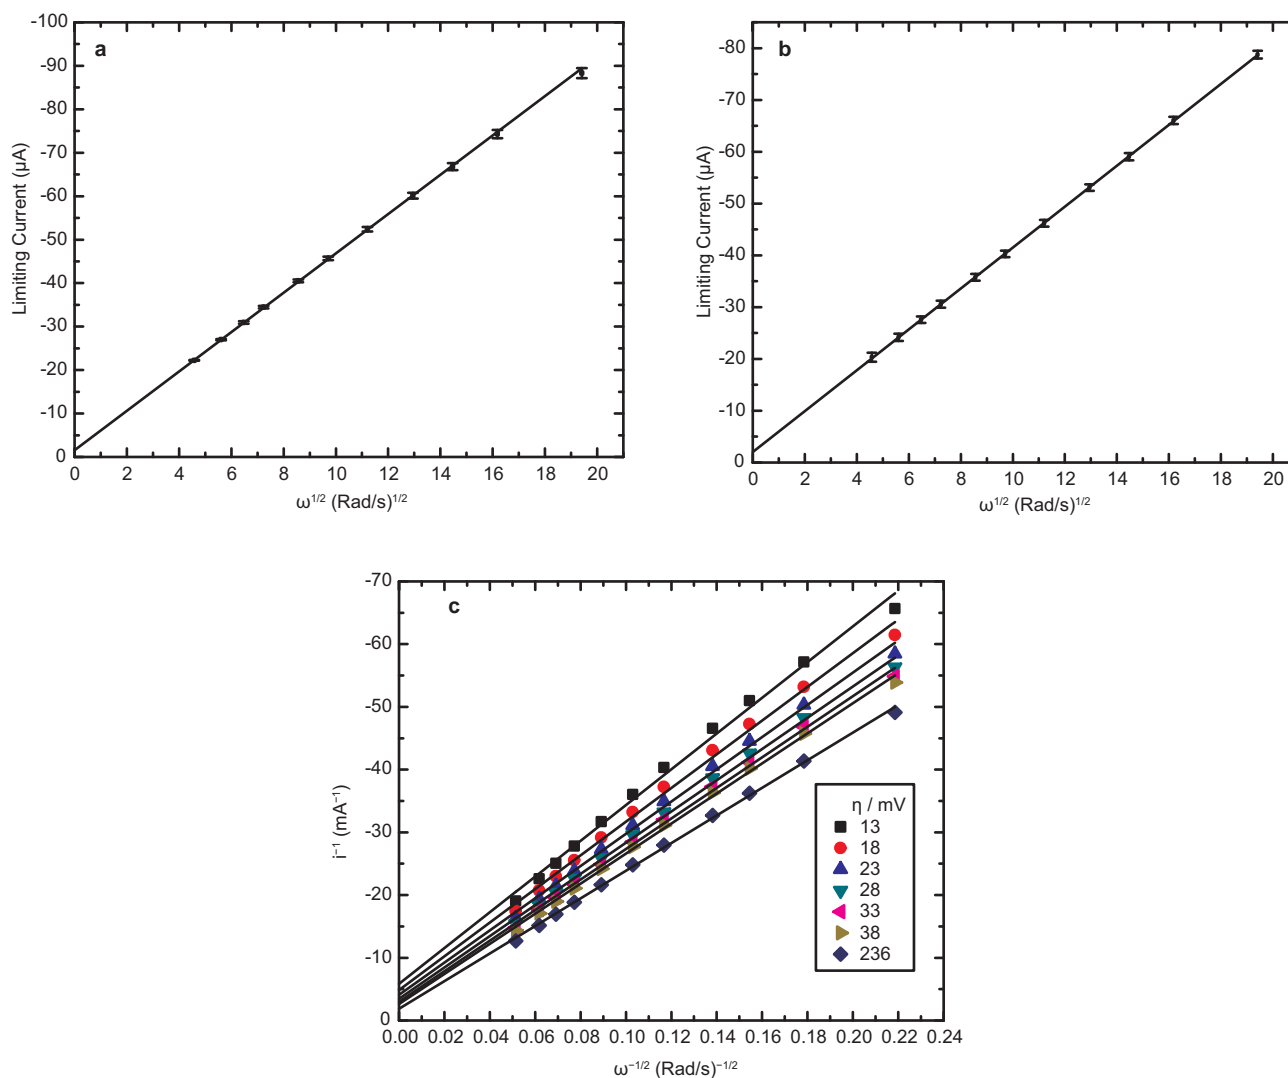 a
-100
-90
-80
-70
-60
-50
-40
-30
-20
-10
0
Limiting Current (μA)
0 2 4 6 8 10 12 14 16 18 20
ω1/2 (Rad/s)1/2
b
-80
-70
-60
-50
-40
-30
-20
-10
0
Limiting Current (μA)
0 2 4 6 8 10 12 14 16 18 20
ω1/2 (Rad/s)1/2
c
-70
-60
-50
-40
-30
-20
-10
0
i−1 (mA−1)
η / mV
13
18
23
28
33
38
236
0.00 0.02 0.04 0.06 0.08 0.10 0.12 0.14 0.16 0.18 0.20 0.22 0.24
ω−1/2 (Rad/s)−1/2